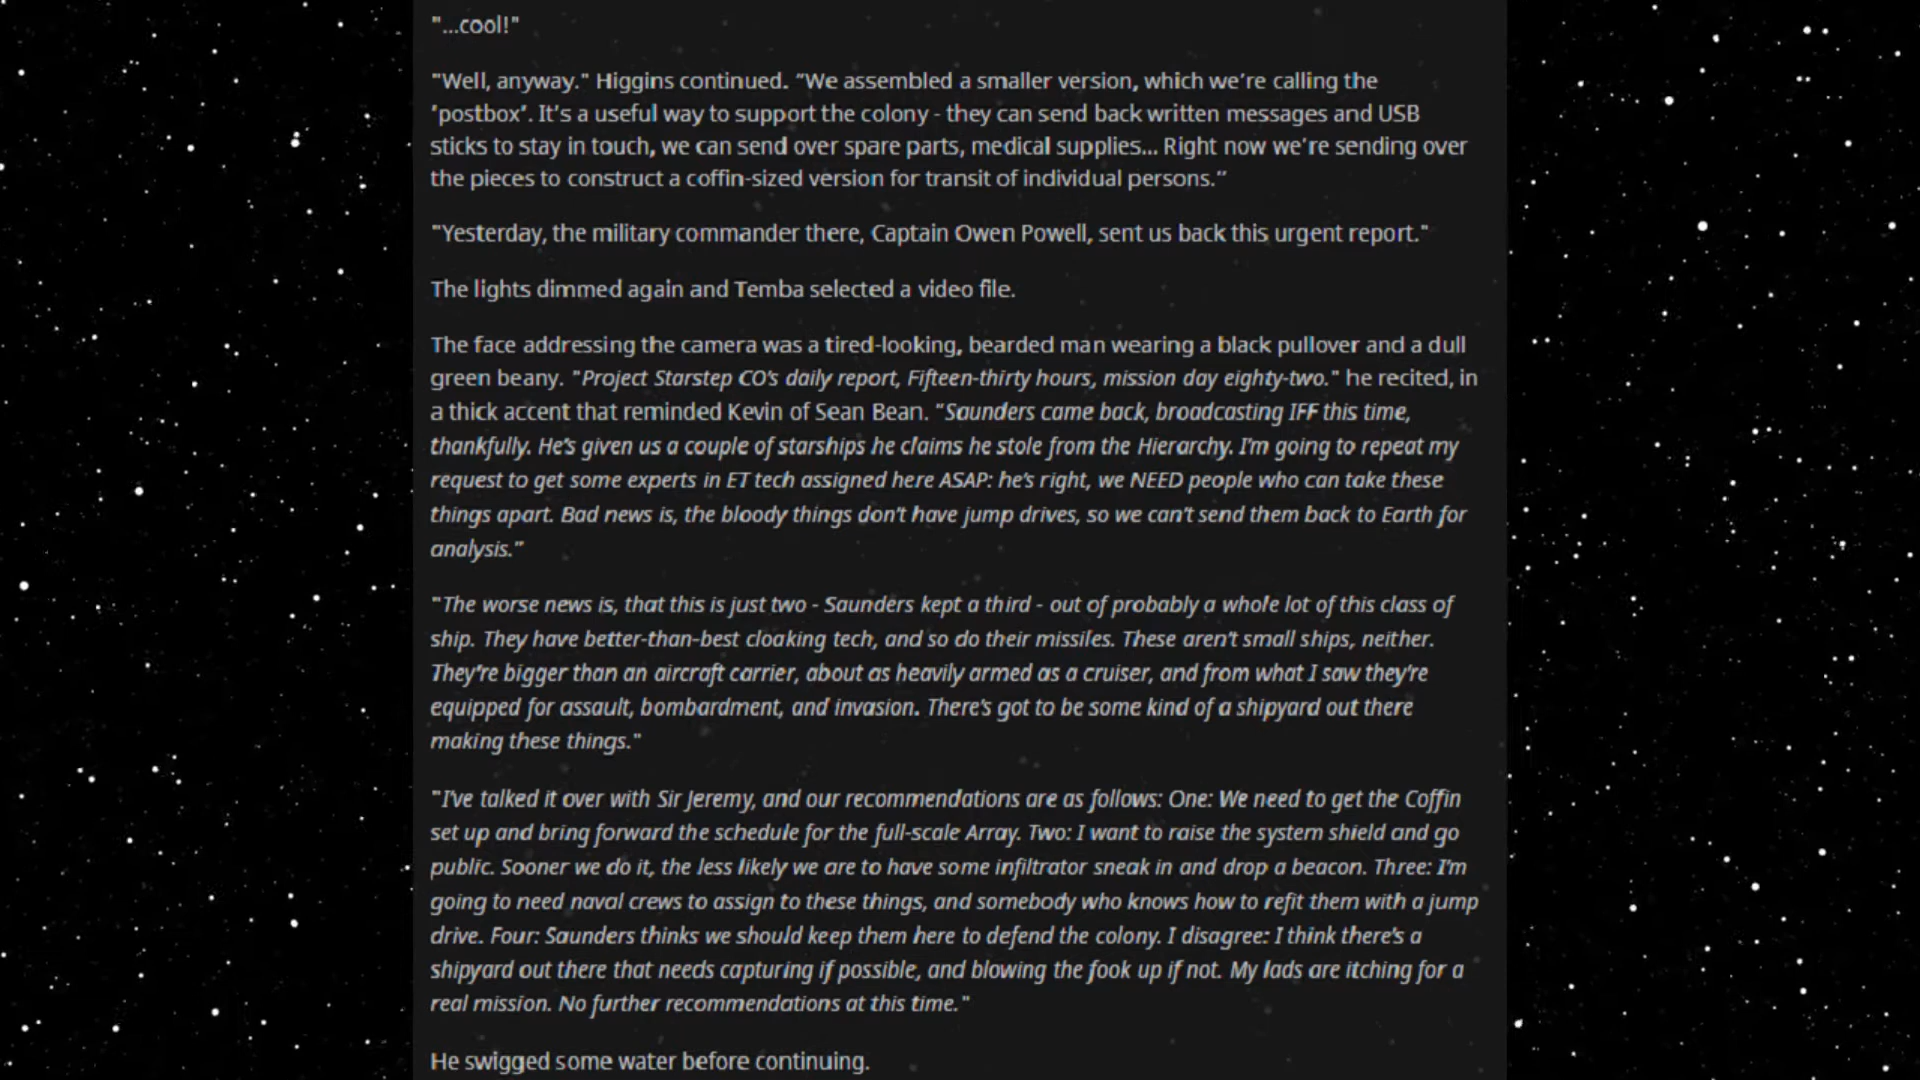 "...cool!"
"Well, anyway." Higgins continued. "We assembled a smaller version, which we're calling the
'postbox'. It's a useful way to support the colony - they can send back written messages and USB
sticks to stay in touch, we can send over spare parts, medical supplies... Right now we're sending over
the pieces to construct a coffin-sized version for transit of individual persons."
"Yesterday, the military commander there, Captain Owen Powell, sent us back this urgent report."
The lights dimmed again and Temba selected a video file.
The face addressing the camera was a tired-looking, bearded man wearing a black pullover and a dull
green beany. "Project Starstep CO's daily report, Fifteen-thirty hours, mission day eighty-two." he recited, in
a thick accent that reminded Kevin of Sean Bean. "Saunders came back, broadcasting IFF this time,
thankfully. He's given us a couple of starships he claims he stole from the Hierarchy. I'm going to repeat my
request to get some experts in ET tech assigned here ASAP: he's right, we NEED people who can take these
things apart. Bad news is, the bloody things don't have jump drives, so we can't send them back to Earth for
analysis."
"The worse news is, that this is just two - Saunders kept a third - out of probably a whole lot of this class of
ship. They have better-than-best cloaking tech, and so do their missiles. These aren't small ships, neither.
They're bigger than an aircraft carrier, about as heavily armed as a cruiser, and from what I saw they're
equipped for assault, bombardment, and invasion. There's got to be some kind of a shipyard out there
making these things."
"I've talked it over with Sir Jeremy, and our recommendations are as follows: One: We need to get the Coffin
set up and bring forward the schedule for the full-scale Array. Two: I want to raise the system shield and go
public. Sooner we do it, the less likely we are to have some infiltrator sneak in and drop a beacon. Three: I'm
going to need naval crews to assign to these things, and somebody who knows how to refit them with a jump
drive. Four: Saunders thinks we should keep them here to defend the colony. I disagree: I think there's a
shipyard out there that needs capturing if possible, and blowing the fook up if not. My lads are itching for a
real mission. No further recommendations at this time."
He swigged some water before continuing.